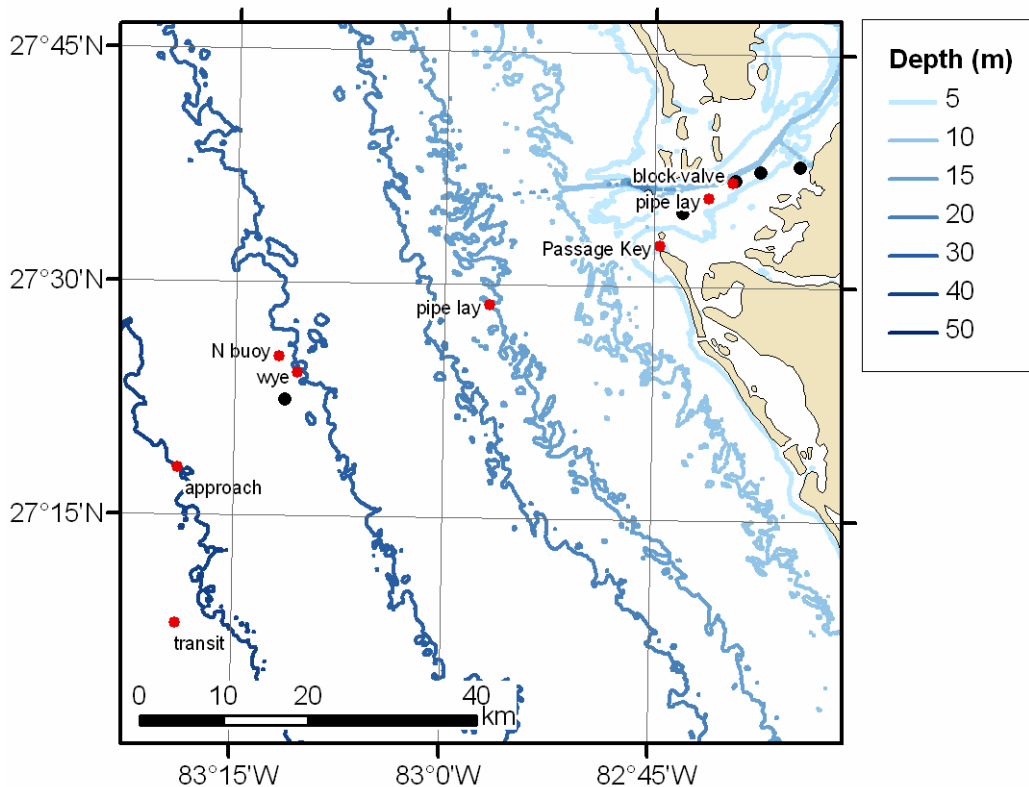 27°45'N
27°30'N
27°15'N
83°15'W
83°0'W
82°45'W
block valve
pipe lay
Passage Key
pipe lay
N buoy
wye
approach
transit
0 10 20 40
km
Depth (m)
5
10
15
20
30
40
50